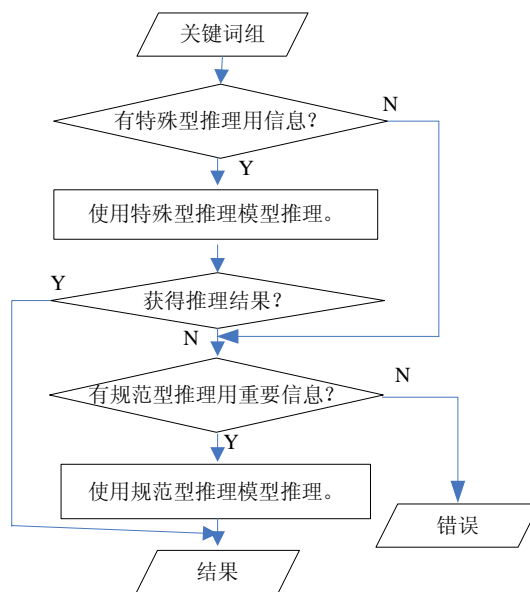 关键词组
N
有特殊型推理用信息？
Y
使用特殊型推理模型推理。
Y
获得推理结果？
N
N
有规范型推理用重要信息？
Y
使用规范型推理模型推理。
错误
结果